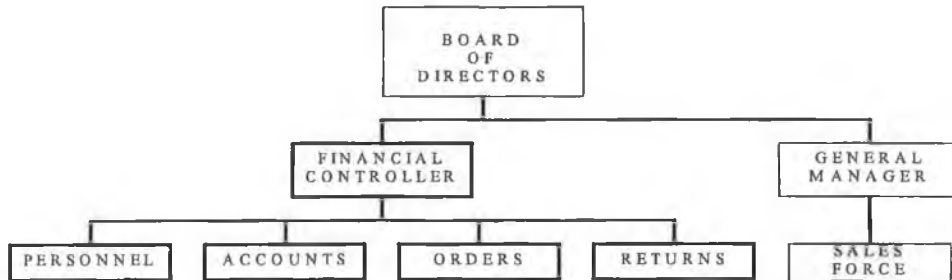 BOARD
OF
DIRECTORS
FINANCIAL
CONTROLLER
GENERAL
MANAGER
PERSONNEL
ACCOUNTS
ORDERS
RETURNS
SALES
FORCE